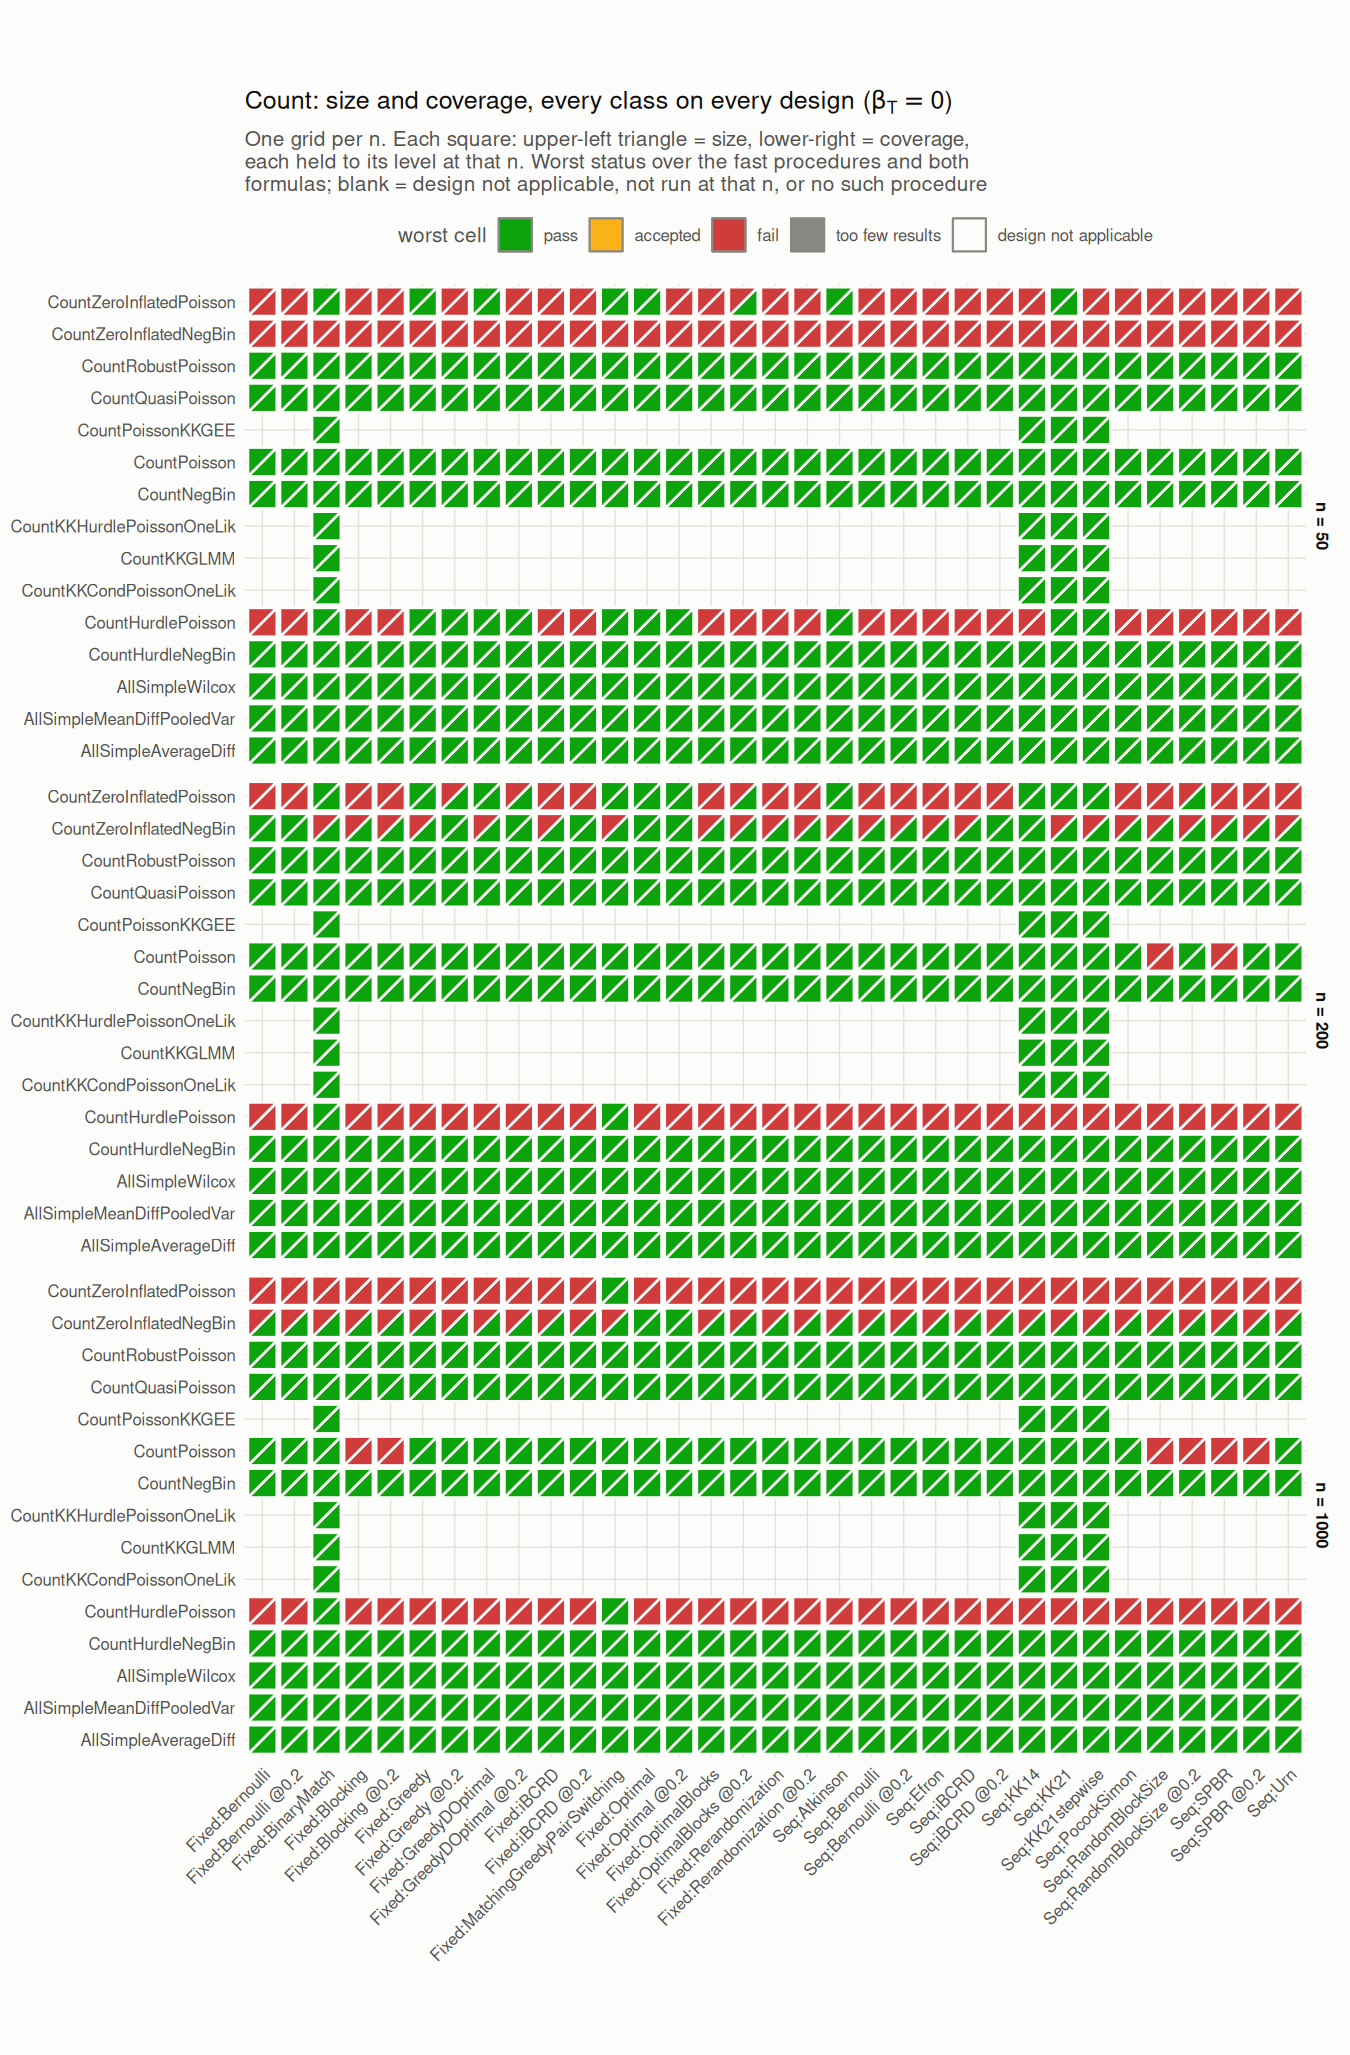 Count: size and coverage, every class on every design (βT = 0)
One grid per n. Each square: upper-left triangle = size, lower-right = coverage,
each held to its level at that n. Worst status over the fast procedures and both
formulas; blank = design not applicable, not run at that n, or no such procedure
worst cell pass accepted fail too few results design not applicable
CountZeroInflatedPoisson
CountZeroInflatedNegBin
CountRobustPoisson
CountQuasiPoisson
CountPoissonKKGEE
CountPoisson
CountNegBin
CountKKHurdlePoissonOneLik
CountKKGLMM
CountKKCondPoissonOneLik
CountHurdlePoisson
CountHurdleNegBin
AllSimpleWilcox
AllSimpleMeanDiffPooledVar
AllSimpleAverageDiff
n = 50
CountZeroInflatedPoisson
CountZeroInflatedNegBin
CountRobustPoisson
CountQuasiPoisson
CountPoissonKKGEE
CountPoisson
CountNegBin
CountKKHurdlePoissonOneLik
CountKKGLMM
CountKKCondPoissonOneLik
CountHurdlePoisson
CountHurdleNegBin
AllSimpleWilcox
AllSimpleMeanDiffPooledVar
AllSimpleAverageDiff
n = 200
CountZeroInflatedPoisson
CountZeroInflatedNegBin
CountRobustPoisson
CountQuasiPoisson
CountPoissonKKGEE
CountPoisson
CountNegBin
CountKKHurdlePoissonOneLik
CountKKGLMM
CountKKCondPoissonOneLik
CountHurdlePoisson
CountHurdleNegBin
AllSimpleWilcox
AllSimpleMeanDiffPooledVar
AllSimpleAverageDiff
n = 1000
Fixed:Bernoulli
Fixed:Bernoulli @0.2
Fixed:BinaryMatch
Fixed:Blocking
Fixed:Blocking @0.2
Fixed:Greedy
Fixed:Greedy @0.2
Fixed:GreedyDOptimal
Fixed:GreedyDOptimal @0.2
Fixed:iBCRD
Fixed:iBCRD @0.2
Fixed:MatchingGreedyPairSwitching
Fixed:Optimal
Fixed:Optimal @0.2
Fixed:OptimalBlocks
Fixed:OptimalBlocks @0.2
Fixed:Rerandomization
Fixed:Rerandomization @0.2
Seq:Atkinson
Seq:Bernoulli
Seq:Bernoulli @0.2
Seq:Efron
Seq:iBCRD
Seq:iBCRD @0.2
Seq:KK14
Seq:KK21
Seq:KK21stepwise
Seq:PocockSimon
Seq:RandomBlockSize
Seq:RandomBlockSize @0.2
Seq:SPBR
Seq:SPBR @0.2
Seq:Urn